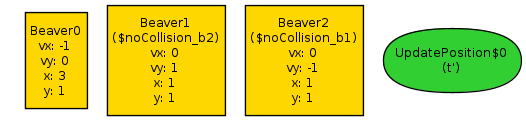 Beaver0
vx: -1
vy: 0
x: 3
y: 1
Beaver1
($noCollision_b2)
vx: 0
vy: 1
x: 1
y: 1
Beaver2
($noCollision_b1)
vx: 0
vy: -1
x: 1
y: 1
UpdatePosition$0
(t')